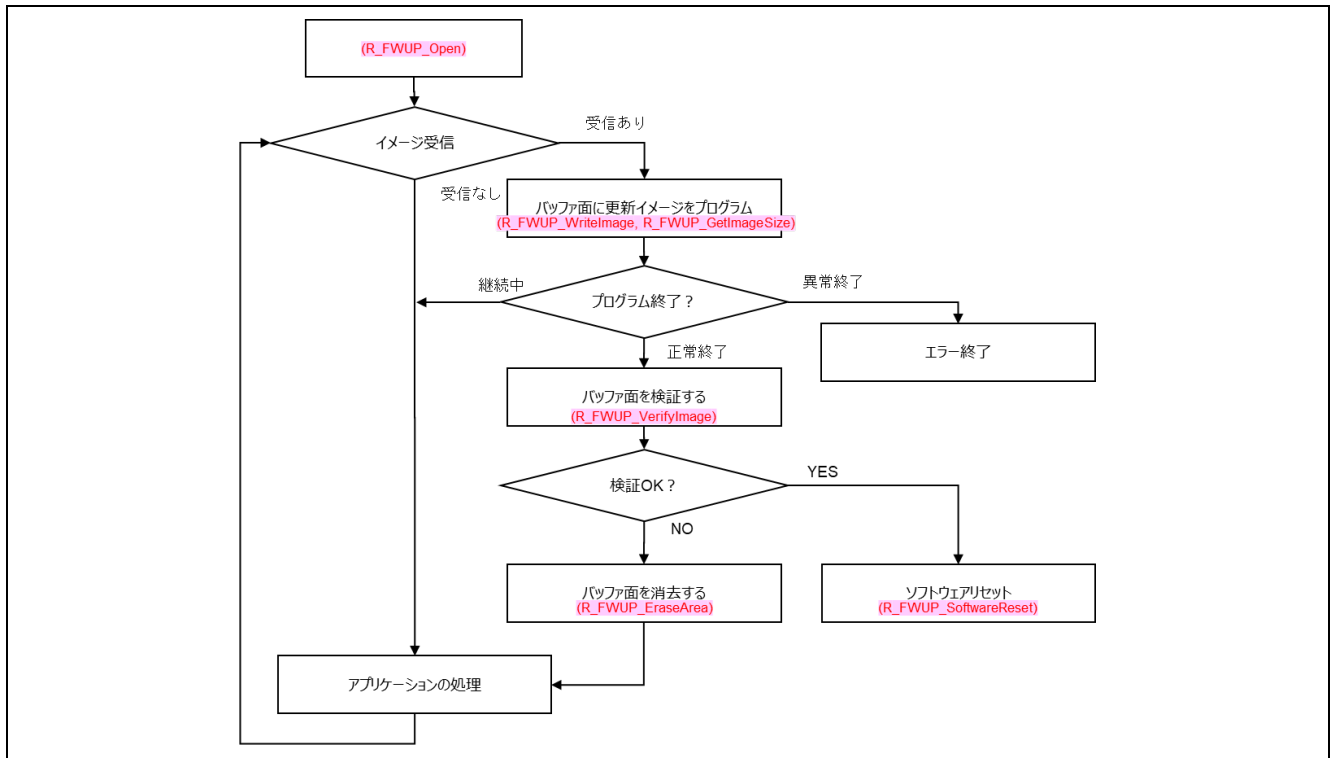 (R_FWUP_Open)
イメージ受信
受信あり
受信なし
バッファ面に更新イメージをプログラム
(R_FWUP_WriteImage, R_FWUP_GetImageSize)
継続中
プログラム終了？
異常終了
エラー終了
正常終了
バッファ面を検証する
(R_FWUP_VerifyImage)
検証OK？
YES
NO
バッファ面を消去する
(R_FWUP_EraseArea)
ソフトウェアリセット
(R_FWUP_SoftwareReset)
アプリケーションの処理